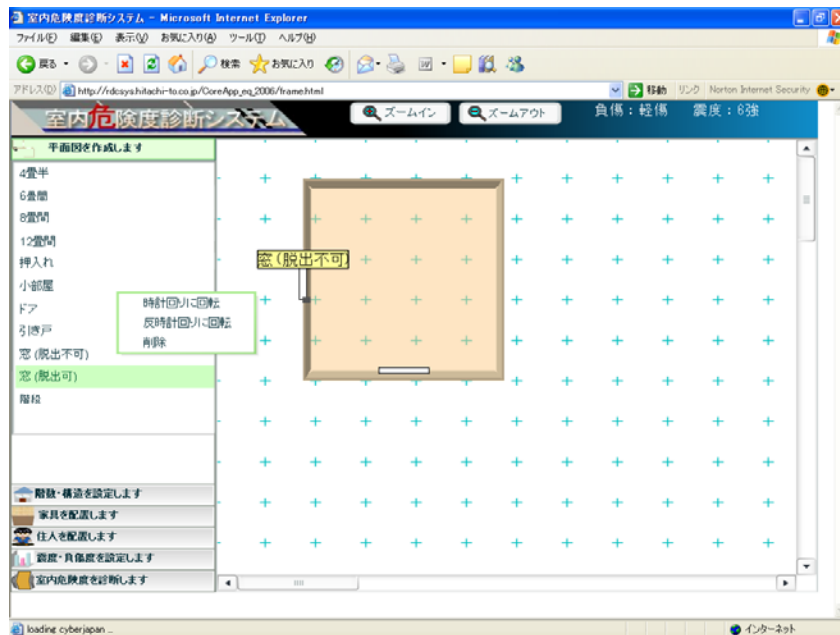 室内危険度診断システム - Microsoft Internet Explorer
ファイル(F) 編集(E) 表示(V) お気に入り(A) ツール(T) ヘルプ(H)
戻る 検索 お気に入り
アドレス(D) http://rdcsys.hitachi-to.co.jp/CoreApp_eq_2006/frame.html 移動 リンク Norton Internet Security
室内危険度診断システム ズームイン ズームアウト 負傷:軽傷 震度:6強
平面図を作成します
4畳半
6畳間
8畳間
12畳間
押入れ
小部屋
ドア
引き戸
窓(脱出不可)
窓(脱出可)
階段
窓(脱出不可)
時計回りに回転
反時計回りに回転
削除
階数・構造を設定します
家具を配置します
住人を配置します
震度・負傷度を設定します
室内危険度を診断します
loading cyberjapan ...
インターネット